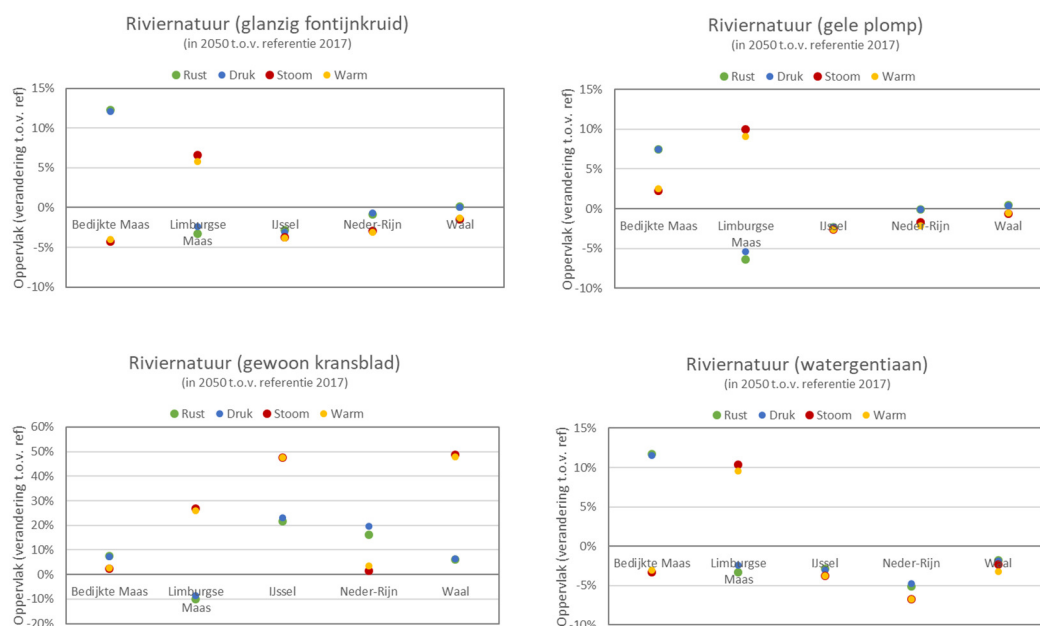 Riviernatuur (glanzig fontijnkruid)
(in 2050 t.o.v. referentie 2017)
Rust Druk Stoom Warm
Oppervlak (verandering t.o.v. ref)
15%
10%
5%
0%
-5%
-10%
Bedijkte Maas Limburgse Maas IJssel Neder-Rijn Waal
Riviernatuur (gele plomp)
(in 2050 t.o.v. referentie 2017)
Rust Druk Stoom Warm
Oppervlak (verandering t.o.v. ref)
15%
10%
5%
0%
-5%
-10%
Bedijkte Maas Limburgse Maas IJssel Neder-Rijn Waal
Riviernatuur (gewoon kransblad)
(in 2050 t.o.v. referentie 2017)
Rust Druk Stoom Warm
Oppervlak (verandering t.o.v. ref)
60%
50%
40%
30%
20%
10%
0%
-10%
-20%
Bedijkte Maas Limburgse Maas IJssel Neder-Rijn Waal
Riviernatuur (watergentiaan)
(in 2050 t.o.v. referentie 2017)
Rust Druk Stoom Warm
Oppervlak (verandering t.o.v. ref)
15%
10%
5%
0%
-5%
-10%
Bedijkte Maas Limburgse Maas IJssel Neder-Rijn Waal